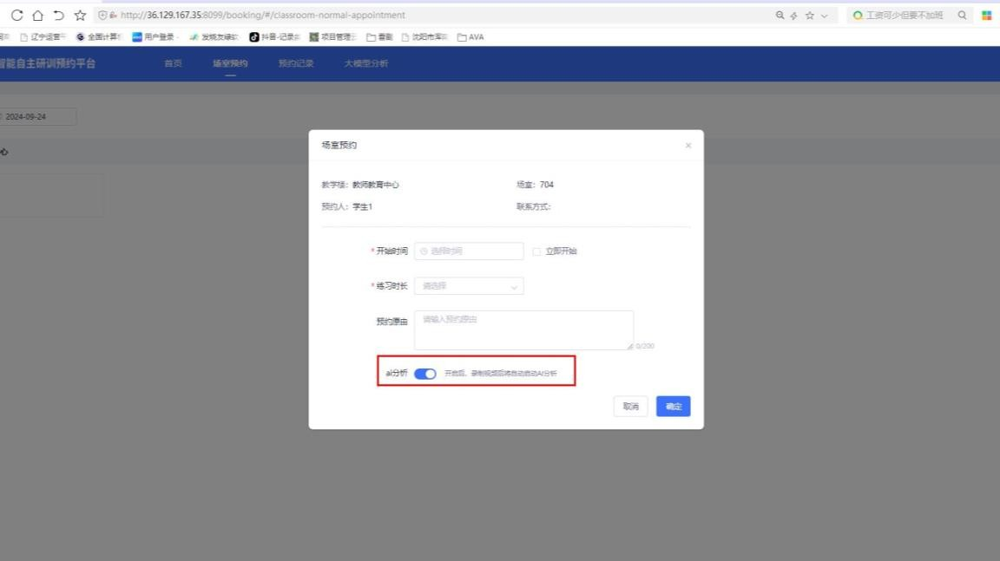 http://36.129.167.35:8099/booking/#/classroom-normal-appointment
工资可少但要不加班
辽宁运营 全国计算 用户登录 发烧友绿软 抖音-记录 项目管理 看剧 沈阳市浑 AVA
智能自主研训预约平台 首页 场室预约 预约记录 大模型分析
2024-09-24
心
场室预约 ×
教学楼: 教师教育中心 场室: 704
预约人: 学生1 联系方式:
* 开始时间 选择时间 立即开始
* 练习时长 请选择
预约原由 请输入预约原由
0/200
ai分析 开启后，录制视频后将自动启动AI分析
取消 确定